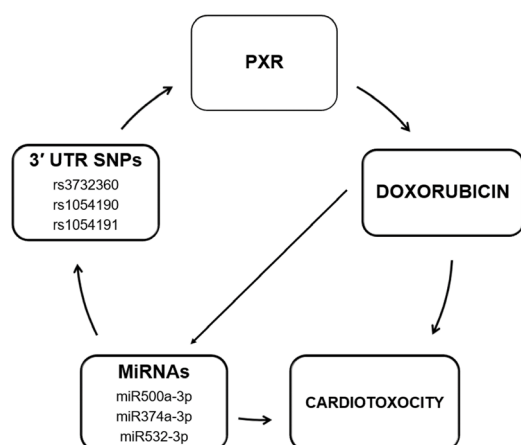 PXR
3′ UTR SNPs
rs3732360
rs1054190
rs1054191
DOXORUBICIN
MiRNAs
miR500a-3p
miR374a-3p
miR532-3p
CARDIOTOXOCITY